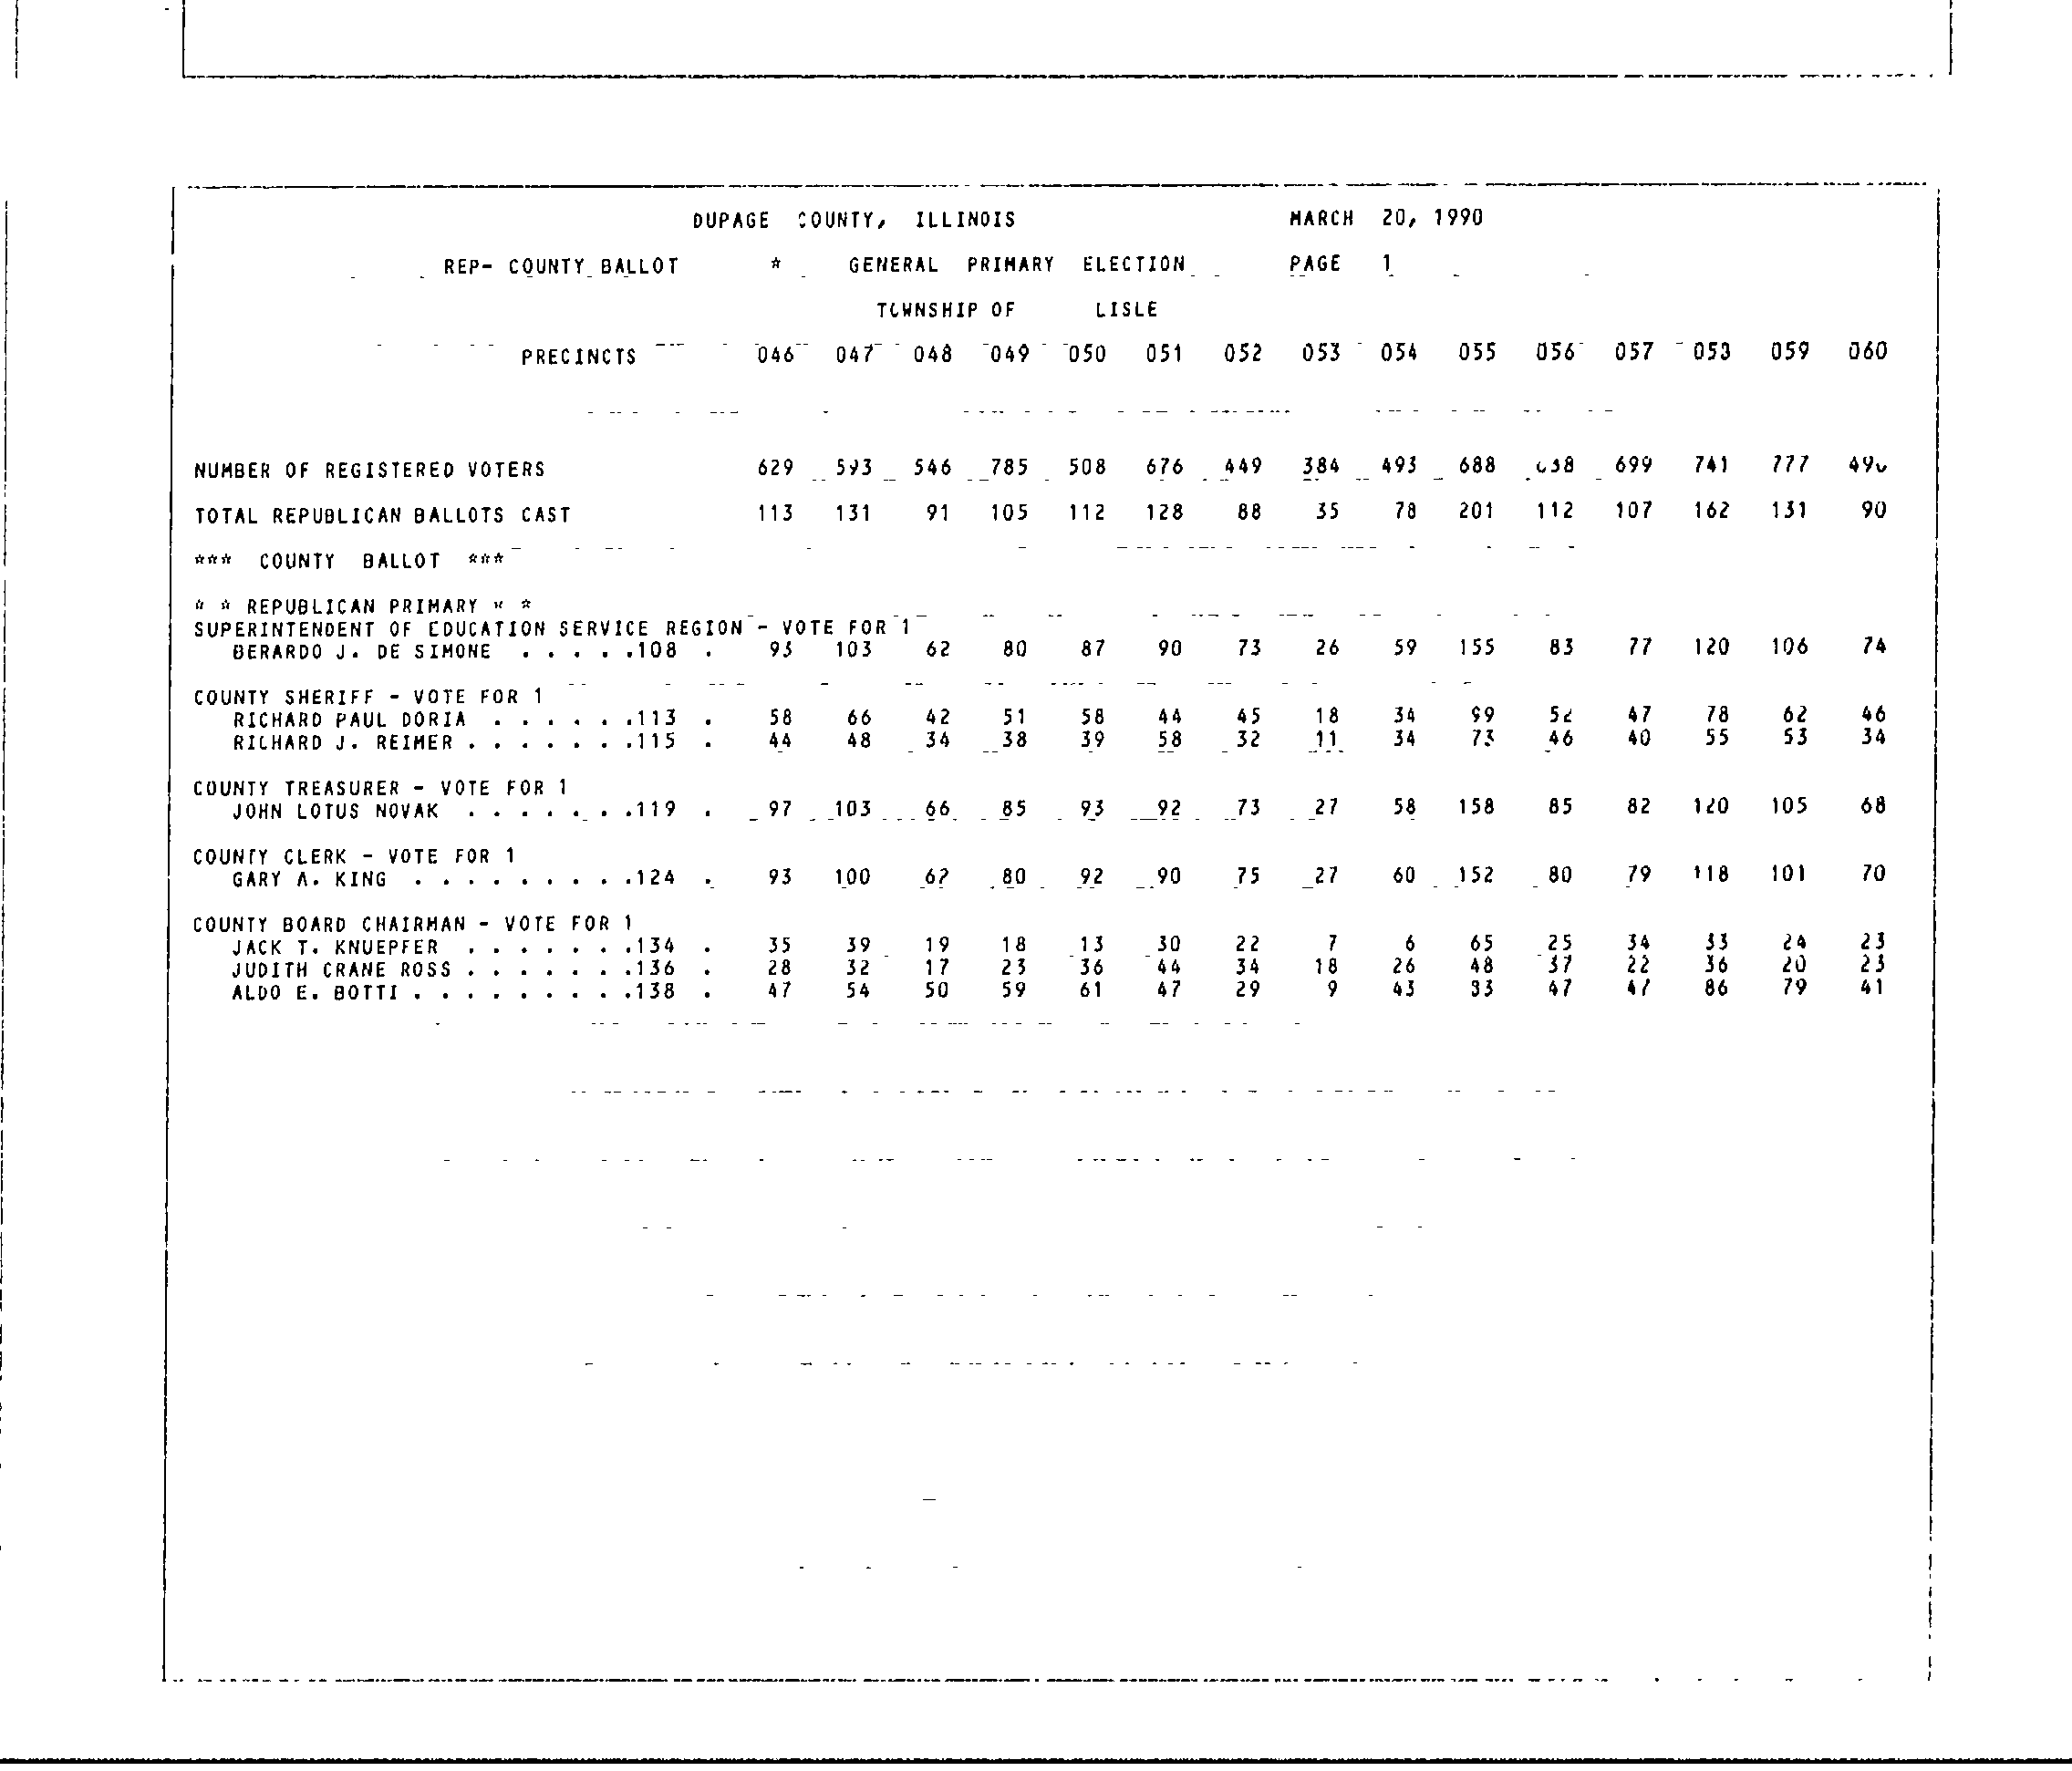 DUPAGE COUNTY, ILLINOIS MARCH 20, 1990
REP- COUNTY BALLOT * GENERAL PRIMARY ELECTION PAGE 1
TOWNSHIP OF LISLE
PRECINCTS 046 047 048 049 050 051 052 053 054 055 056 057 058 059 060
NUMBER OF REGISTERED VOTERS 629 593 546 785 508 676 449 384 493 688 699 741 777
TOTAL REPUBLICAN BALLOTS CAST 113 131 91 105 112 128 88 35 78 201 112 107 162 131 90
*** COUNTY BALLOT ***
* * REPUBLICAN PRIMARY * *
SUPERINTENDENT OF EDUCATION SERVICE REGION - VOTE FOR 1
BERARDO J. DE SIMONE . . . . .108 . 93 103 62 80 87 90 73 26 59 155 83 77 120 106 74
COUNTY SHERIFF - VOTE FOR 1
RICHARD PAUL DORIA . . . . . .113 . 58 66 42 51 58 44 45 18 34 99 52 47 78 62 46
RICHARD J. REIMER . . . . . . .115 . 44 48 34 38 39 58 32 11 34 73 46 40 55 53 34
COUNTY TREASURER - VOTE FOR 1
JOHN LOTUS NOVAK . . . . . . .119 . 97 103 66 85 93 92 73 27 58 158 85 82 120 105 68
COUNTY CLERK - VOTE FOR 1
GARY A. KING . . . . . . . . .124 . 93 100 62 80 92 90 75 27 60 152 80 79 118 101 70
COUNTY BOARD CHAIRMAN - VOTE FOR 1
JACK T. KNUEPFER . . . . . . .134 . 35 39 19 18 13 30 22 7 6 65 25 34 33 24 23
JUDITH CRANE ROSS . . . . . . .136 . 28 32 17 23 36 44 34 18 26 48 37 22 36 20 23
ALDO E. BOTTI . . . . . . . . .138 . 47 54 50 59 61 47 29 9 43 83 47 47 86 79 41